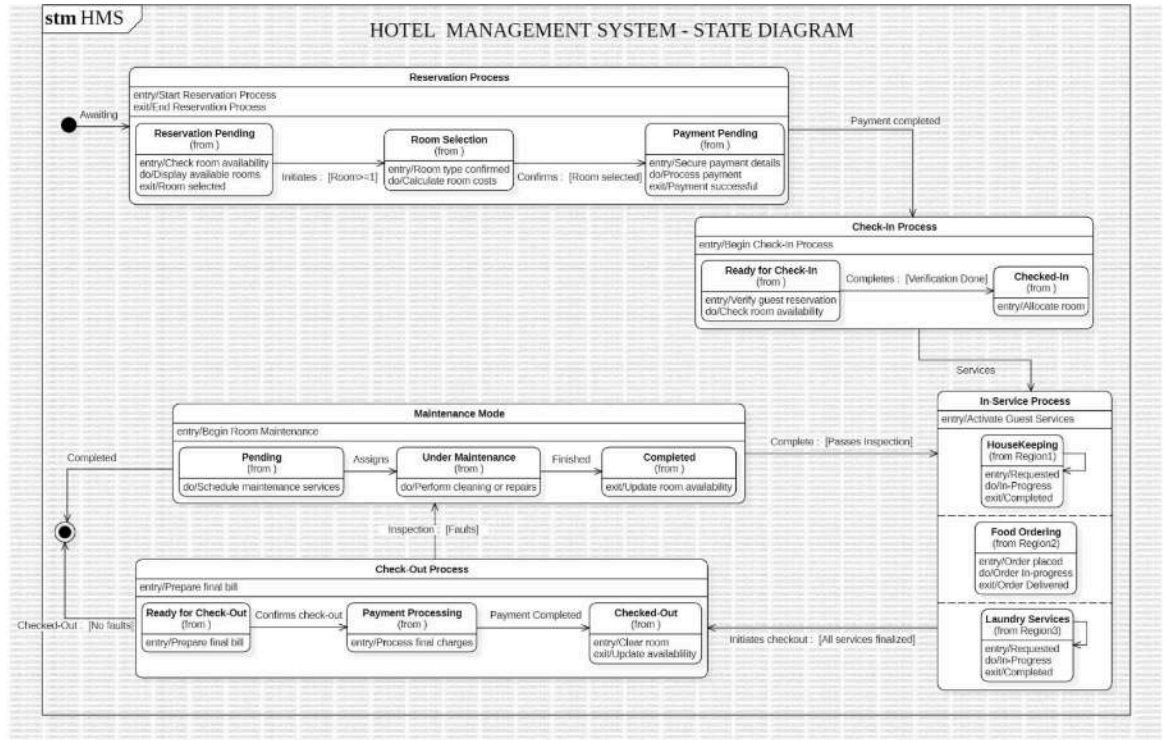 stm HMS
HOTEL MANAGEMENT SYSTEM - STATE DIAGRAM
Reservation Process
entry/Start Reservation Process
exit/End Reservation Process
Awaiting
Reservation Pending
(from )
entry/Check room availability
do/Display available rooms
exit/Room selected
Initiates : [Room>=1]
Room Selection
(from )
entry/Room type confirmed
do/Calculate room costs
Confirms : [Room selected]
Payment Pending
(from )
entry/Secure payment details
do/Process payment
exit/Payment successful
Payment completed
Check-In Process
entry/Begin Check-In Process
Ready for Check-In
(from )
entry/Verify guest reservation
do/Check room availability
Completes : [Verification Done]
Checked-In
(from )
entry/Allocate room
Services
In-Service Process
entry/Activate Guest Services
HouseKeeping
(from Region1)
entry/Requested
do/In-Progress
exit/Completed
Food Ordering
(from Region2)
entry/Order placed
do/Order In-progress
exit/Order Delivered
Laundry Services
(from Region3)
entry/Requested
do/In-Progress
exit/Completed
Maintenance Mode
entry/Begin Room Maintenance
Complete : [Passes Inspection]
Completed
Pending
(from )
do/Schedule maintenance services
Assigns
Under Maintenance
(from )
do/Perform cleaning or repairs
Finished
Completed
(from )
exit/Update room availability
Inspection : [Faults]
Check-Out Process
entry/Prepare final bill
Ready for Check-Out
(from )
entry/Prepare final bill
Confirms check-out
Payment Processing
(from )
entry/Process final charges
Payment Completed
Checked-Out
(from )
entry/Clear room
exit/Update availablility
Checked-Out : [No faults]
Initiates checkout : [All services finalized]